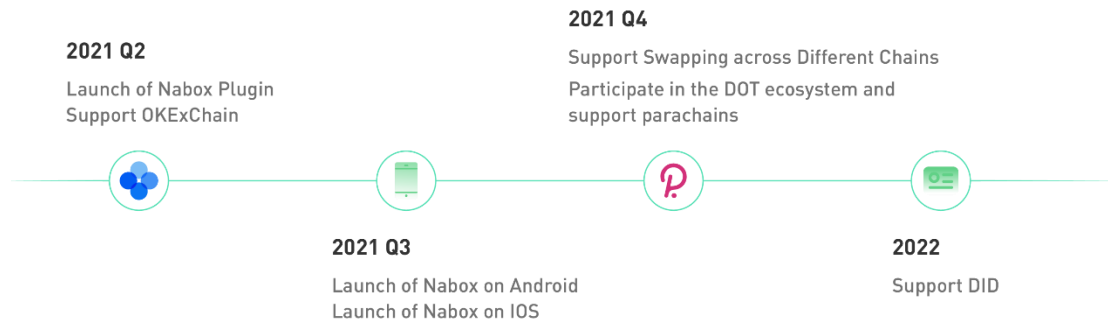 2021 Q2
Launch of Nabox Plugin
Support OKExChain
2021 Q3
Launch of Nabox on Android
Launch of Nabox on IOS
2021 Q4
Support Swapping across Different Chains
Participate in the DOT ecosystem and
support parachains
2022
Support DID